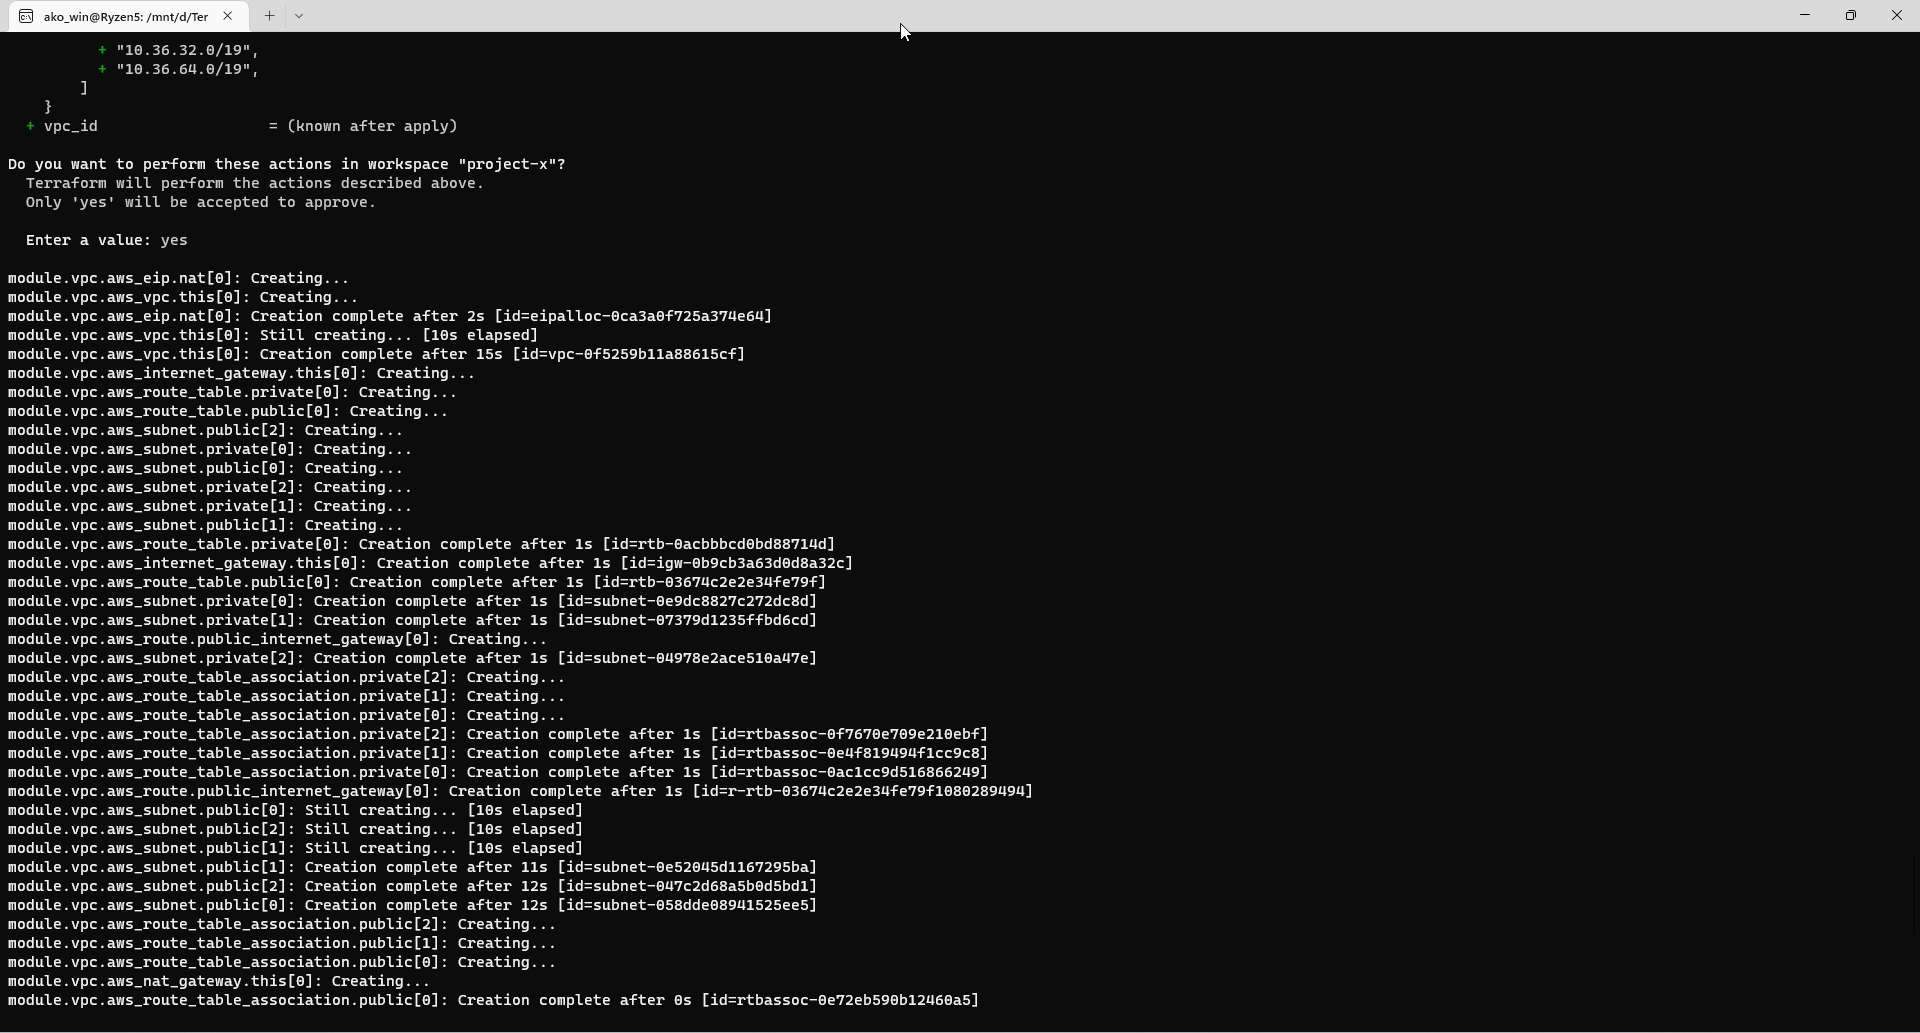 ako_win@Ryzen5: /mnt/d/Ter
+ "10.36.32.0/19",
+ "10.36.64.0/19",
]
}
+ vpc_id = (known after apply)
Do you want to perform these actions in workspace "project-x"?
Terraform will perform the actions described above.
Only 'yes' will be accepted to approve.
Enter a value: yes
module.vpc.aws_eip.nat[0]: Creating...
module.vpc.aws_vpc.this[0]: Creating...
module.vpc.aws_eip.nat[0]: Creation complete after 2s [id=eipalloc-0ca3a0f725a374e64]
module.vpc.aws_vpc.this[0]: Still creating... [10s elapsed]
module.vpc.aws_vpc.this[0]: Creation complete after 15s [id=vpc-0f5259b11a88615cf]
module.vpc.aws_internet_gateway.this[0]: Creating...
module.vpc.aws_route_table.private[0]: Creating...
module.vpc.aws_route_table.public[0]: Creating...
module.vpc.aws_subnet.public[2]: Creating...
module.vpc.aws_subnet.private[0]: Creating...
module.vpc.aws_subnet.public[0]: Creating...
module.vpc.aws_subnet.private[2]: Creating...
module.vpc.aws_subnet.private[1]: Creating...
module.vpc.aws_subnet.public[1]: Creating...
module.vpc.aws_route_table.private[0]: Creation complete after 1s [id=rtb-0acbbbcd0bd88714d]
module.vpc.aws_internet_gateway.this[0]: Creation complete after 1s [id=igw-0b9cb3a63d0d8a32c]
module.vpc.aws_route_table.public[0]: Creation complete after 1s [id=rtb-03674c2e2e34fe79f]
module.vpc.aws_subnet.private[0]: Creation complete after 1s [id=subnet-0e9dc8827c272dc8d]
module.vpc.aws_subnet.private[1]: Creation complete after 1s [id=subnet-07379d1235ffbd6cd]
module.vpc.aws_route.public_internet_gateway[0]: Creating...
module.vpc.aws_subnet.private[2]: Creation complete after 1s [id=subnet-04978e2ace510a47e]
module.vpc.aws_route_table_association.private[2]: Creating...
module.vpc.aws_route_table_association.private[1]: Creating...
module.vpc.aws_route_table_association.private[0]: Creating...
module.vpc.aws_route_table_association.private[2]: Creation complete after 1s [id=rtbassoc-0f7670e709e210ebf]
module.vpc.aws_route_table_association.private[1]: Creation complete after 1s [id=rtbassoc-0e4f819494f1cc9c8]
module.vpc.aws_route_table_association.private[0]: Creation complete after 1s [id=rtbassoc-0ac1cc9d516866249]
module.vpc.aws_route.public_internet_gateway[0]: Creation complete after 1s [id=r-rtb-03674c2e2e34fe79f1080289494]
module.vpc.aws_subnet.public[0]: Still creating... [10s elapsed]
module.vpc.aws_subnet.public[2]: Still creating... [10s elapsed]
module.vpc.aws_subnet.public[1]: Still creating... [10s elapsed]
module.vpc.aws_subnet.public[1]: Creation complete after 11s [id=subnet-0e52045d1167295ba]
module.vpc.aws_subnet.public[2]: Creation complete after 12s [id=subnet-047c2d68a5b0d5bd1]
module.vpc.aws_subnet.public[0]: Creation complete after 12s [id=subnet-058dde08941525ee5]
module.vpc.aws_route_table_association.public[2]: Creating...
module.vpc.aws_route_table_association.public[1]: Creating...
module.vpc.aws_route_table_association.public[0]: Creating...
module.vpc.aws_nat_gateway.this[0]: Creating...
module.vpc.aws_route_table_association.public[0]: Creation complete after 0s [id=rtbassoc-0e72eb590b12460a5]